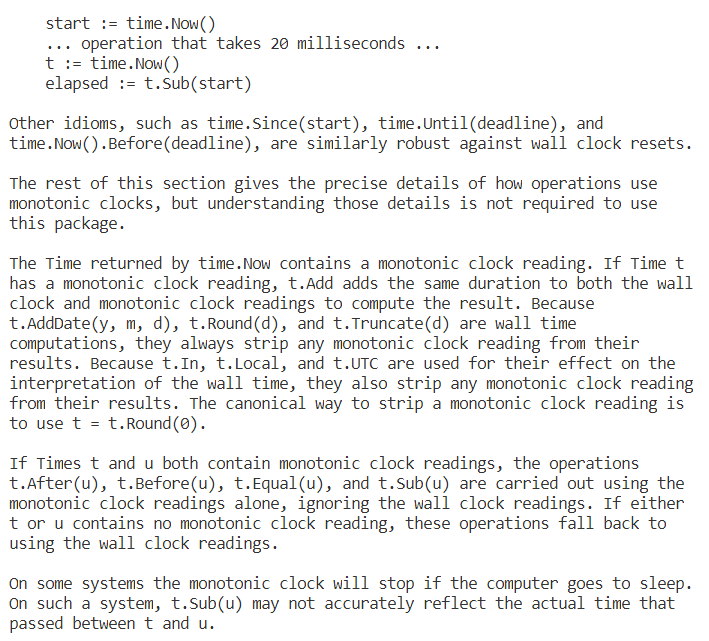 start := time.Now()
... operation that takes 20 milliseconds ...
t := time.Now()
elapsed := t.Sub(start)
Other idioms, such as time.Since(start), time.Until(deadline), and
time.Now().Before(deadline), are similarly robust against wall clock resets.
The rest of this section gives the precise details of how operations use
monotonic clocks, but understanding those details is not required to use
this package.
The Time returned by time.Now contains a monotonic clock reading. If Time t
has a monotonic clock reading, t.Add adds the same duration to both the wall
clock and monotonic clock readings to compute the result. Because
t.AddDate(y, m, d), t.Round(d), and t.Truncate(d) are wall time
computations, they always strip any monotonic clock reading from their
results. Because t.In, t.Local, and t.UTC are used for their effect on the
interpretation of the wall time, they also strip any monotonic clock reading
from their results. The canonical way to strip a monotonic clock reading is
to use t = t.Round(0).
If Times t and u both contain monotonic clock readings, the operations
t.After(u), t.Before(u), t.Equal(u), and t.Sub(u) are carried out using the
monotonic clock readings alone, ignoring the wall clock readings. If either
t or u contains no monotonic clock reading, these operations fall back to
using the wall clock readings.
On some systems the monotonic clock will stop if the computer goes to sleep.
On such a system, t.Sub(u) may not accurately reflect the actual time that
passed between t and u.